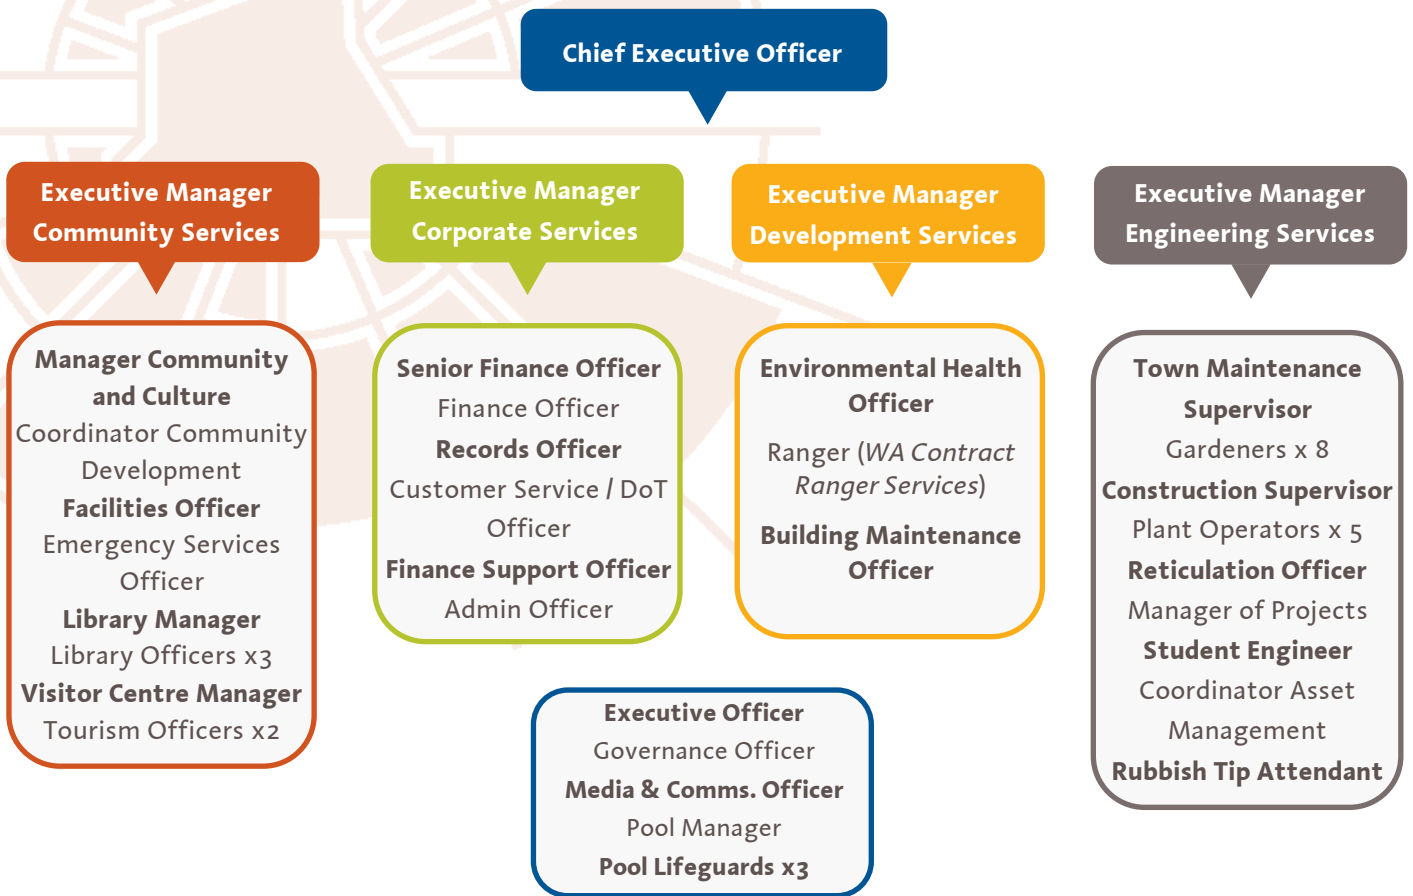 Chief Executive Officer
Executive Manager
Community Services
Executive Manager
Corporate Services
Executive Manager
Development Services
Executive Manager
Engineering Services
Manager Community
and Culture
Coordinator Community
Development
Facilities Officer
Emergency Services
Officer
Library Manager
Library Officers x3
Visitor Centre Manager
Tourism Officers x2
Senior Finance Officer
Finance Officer
Records Officer
Customer Service / DoT
Officer
Finance Support Officer
Admin Officer
Environmental Health
Officer
Ranger (WA Contract
Ranger Services)
Building Maintenance
Officer
Town Maintenance
Supervisor
Gardeners x 8
Construction Supervisor
Plant Operators x 5
Reticulation Officer
Manager of Projects
Student Engineer
Coordinator Asset
Management
Rubbish Tip Attendant
Executive Officer
Governance Officer
Media & Comms. Officer
Pool Manager
Pool Lifeguards x3